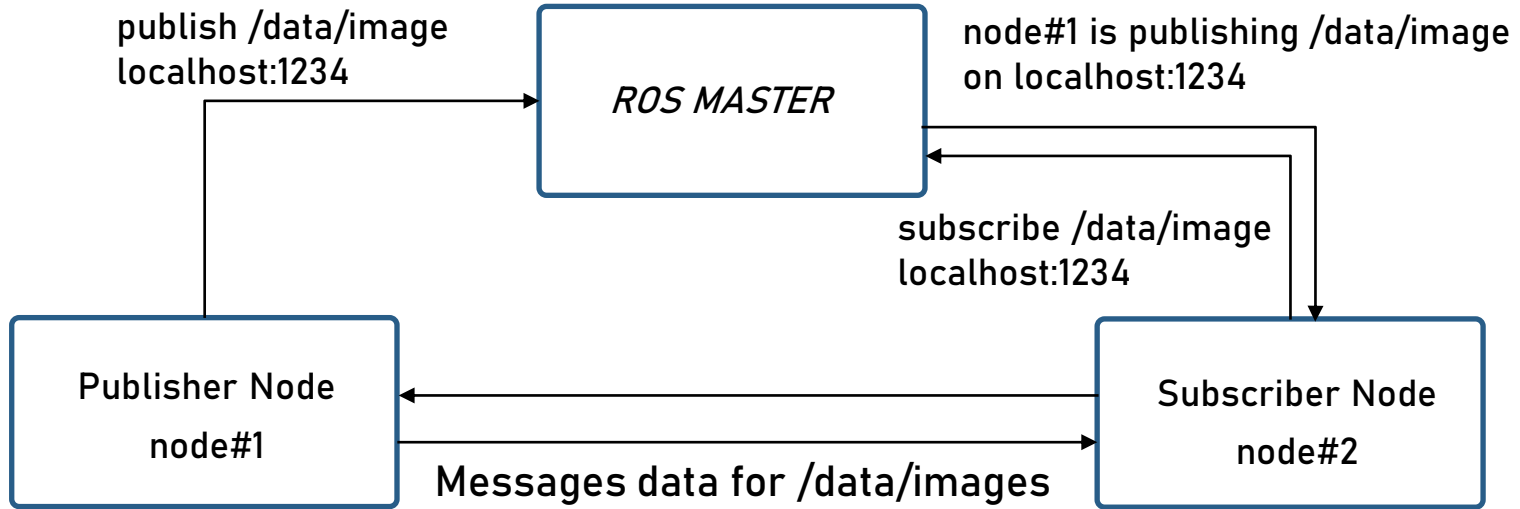 publish /data/image
localhost:1234
ROS MASTER
node#1 is publishing /data/image
on localhost:1234
subscribe /data/image
localhost:1234
Publisher Node
node#1
Subscriber Node
node#2
Messages data for /data/images